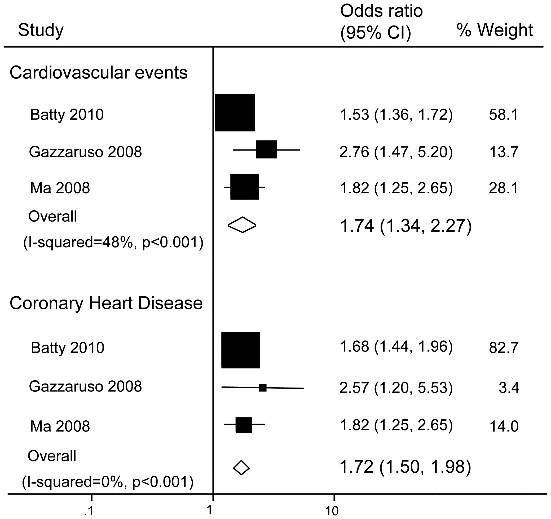 Study Odds ratio (95% CI) % Weight
Cardiovascular events
Batty 2010 1.53 (1.36, 1.72) 58.1
Gazzaruso 2008 2.76 (1.47, 5.20) 13.7
Ma 2008 1.82 (1.25, 2.65) 28.1
Overall
(I-squared=48%, p<0.001) 1.74 (1.34, 2.27)
Coronary Heart Disease
Batty 2010 1.68 (1.44, 1.96) 82.7
Gazzaruso 2008 2.57 (1.20, 5.53) 3.4
Ma 2008 1.82 (1.25, 2.65) 14.0
Overall
(I-squared=0%, p<0.001) 1.72 (1.50, 1.98)
.1 1 10